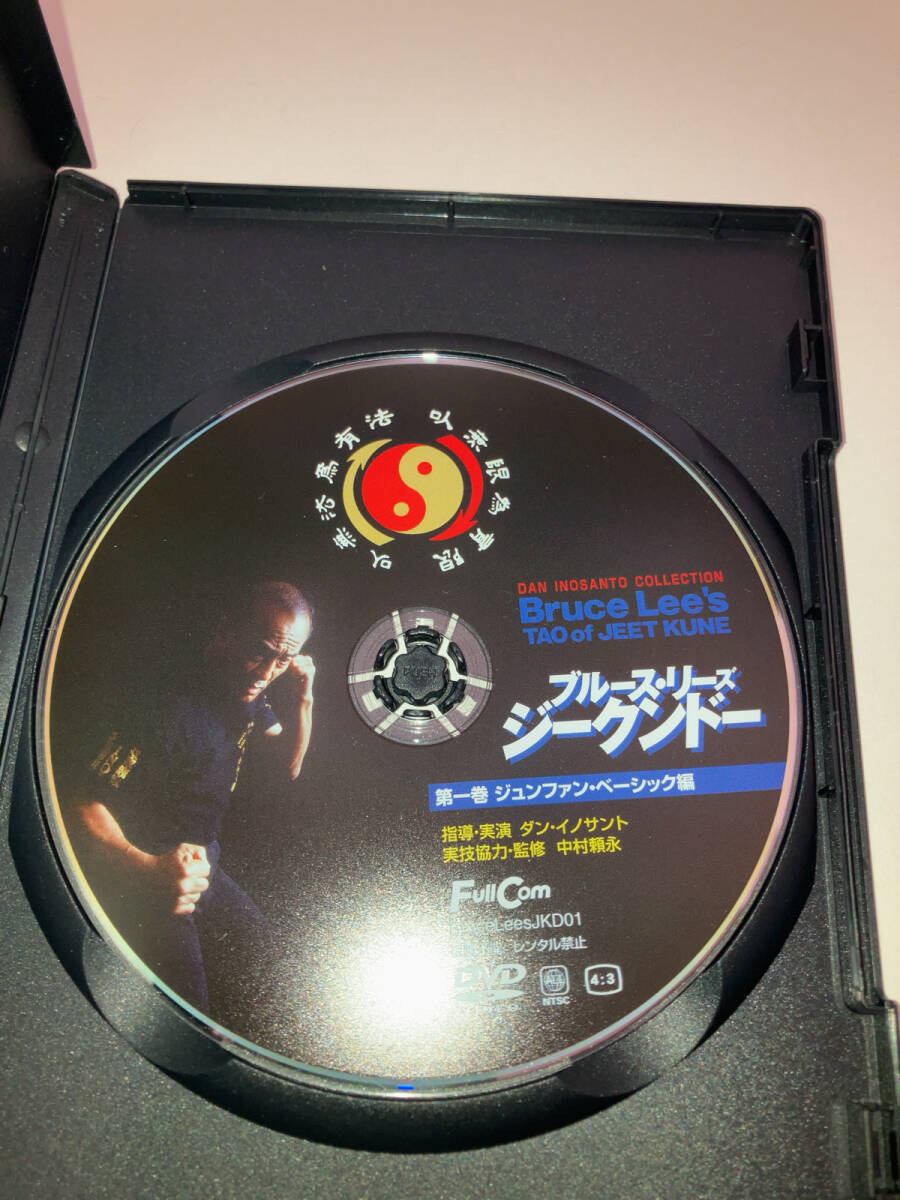 以無法為有法 以無限為有限
DAN INOSANTO COLLECTION
Bruce Lee's
TAO of JEET KUNE
ブルース・リーズ
ジークンドー
第一巻 ジュンファン・ベーシック編
指導・実演 ダン・イノサント
実技協力・監修 中村頼永
FullCom
LeesJKD01
レンタル禁止
DVD
ALL
NTSC
4:3